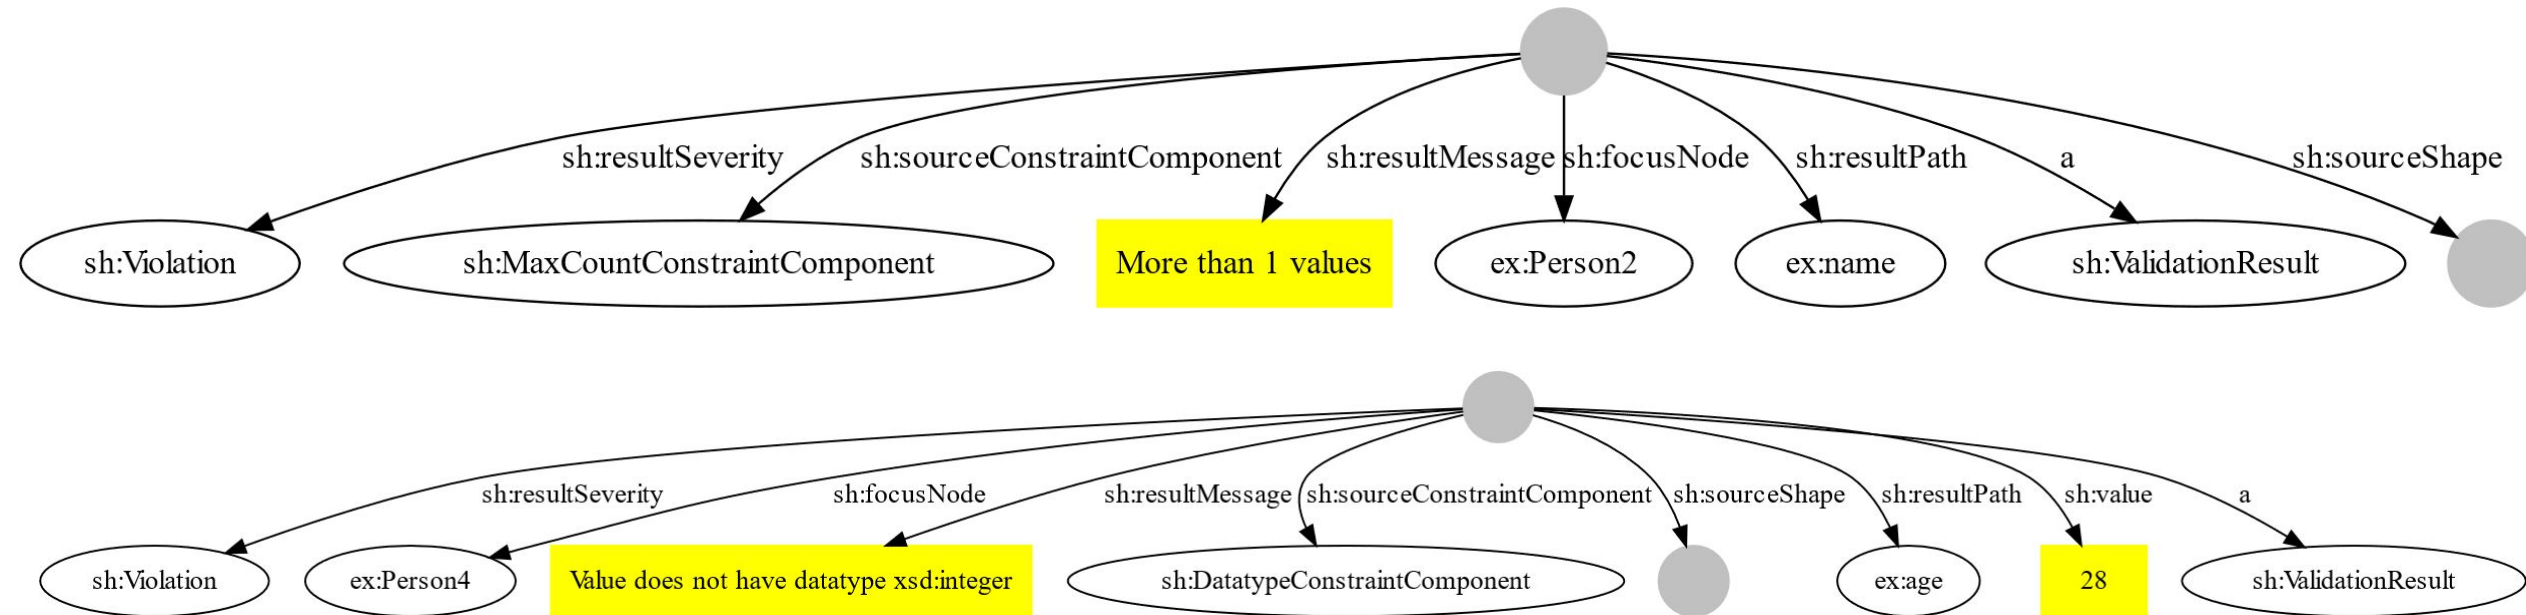 sh:resultSeverity
sh:sourceConstraintComponent
sh:resultMessage
sh:focusNode
sh:resultPath
a
sh:sourceShape
sh:Violation
sh:MaxCountConstraintComponent
More than 1 values
ex:Person2
ex:name
sh:ValidationResult
sh:resultSeverity
sh:focusNode
sh:resultMessage
sh:sourceConstraintComponent
sh:sourceShape
sh:resultPath
sh:value
a
sh:Violation
ex:Person4
Value does not have datatype xsd:integer
sh:DatatypeConstraintComponent
ex:age
28
sh:ValidationResult